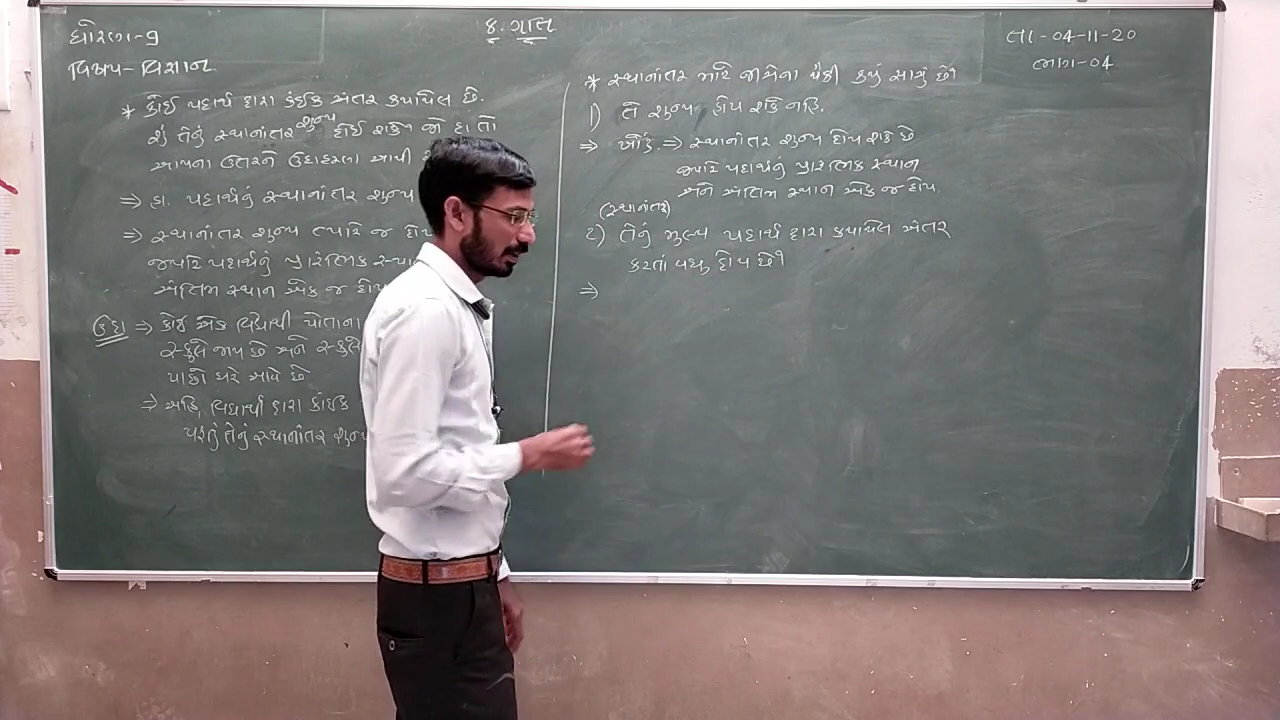 ધોરણ-9
વિષય-વિજ્ઞાન.
8. ગતિ
તા-04-11-20
ભાગ-04
* કોઈ પદાર્થ દ્વારા કંઈક અંતર કપાયેલ છે.
શું તેનું સ્થાનાંતર શુન્ય હોઈ શકે? જો હા તો
આપના ઉત્તરને ઉદાહરણ આપી
⇒ હા. પદાર્થનું સ્થાનાંતર શુન્ય
⇒ સ્થાનાંતર શુન્ય ત્યારે જ હોય
જ્યારે પદાર્થનું પ્રારંભિક
અંતિમ સ્થાન એક જ હોય
ઉદા ⇒ કોઈ એક વિદ્યાર્થી પોતાના
સ્કુલે જાય છે અને
પાછો ઘરે આવે છે
⇒ અહિ, વિદ્યાર્થી દ્વારા કાંઇક
પરંતું તેનું સ્થાનાંતર શુન્ય
* સ્થાનાંતર માટે નીચેના પૈકી કયું સાચું છે?
1) તે શુન્ય હોય શકે નહિ.
⇒ ખોટું. ⇒ સ્થાનાંતર શુન્ય હોય શકે છે
જ્યારે પદાર્થનું પ્રારંભિક સ્થાન
અને અંતિમ સ્થાન એક જ હોય.
(સ્થાનાંતર)
2) તેનું મુલ્ય પદાર્થ દ્વારા કપાયેલ અંતર
કરતાં વધુ હોય છે?
⇒